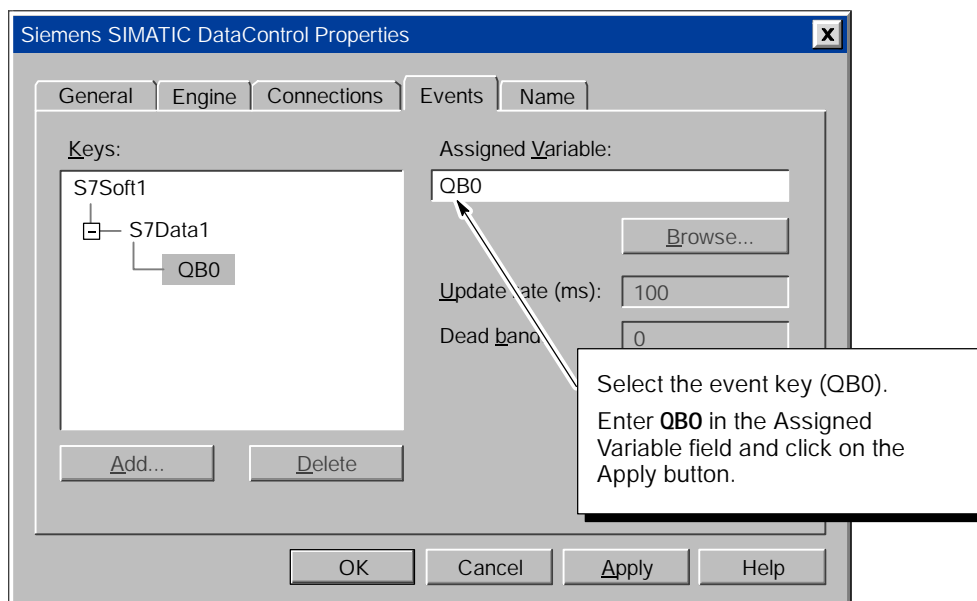 Siemens SIMATIC DataControl Properties
General Engine Connections Events Name
Keys:
S7Soft1
S7Data1
QB0
Add...
Delete
Assigned Variable:
QB0
Browse...
Update rate (ms): 100
Dead band 0
Select the event key (QB0).
Enter QB0 in the Assigned
Variable field and click on the
Apply button.
OK Cancel Apply Help